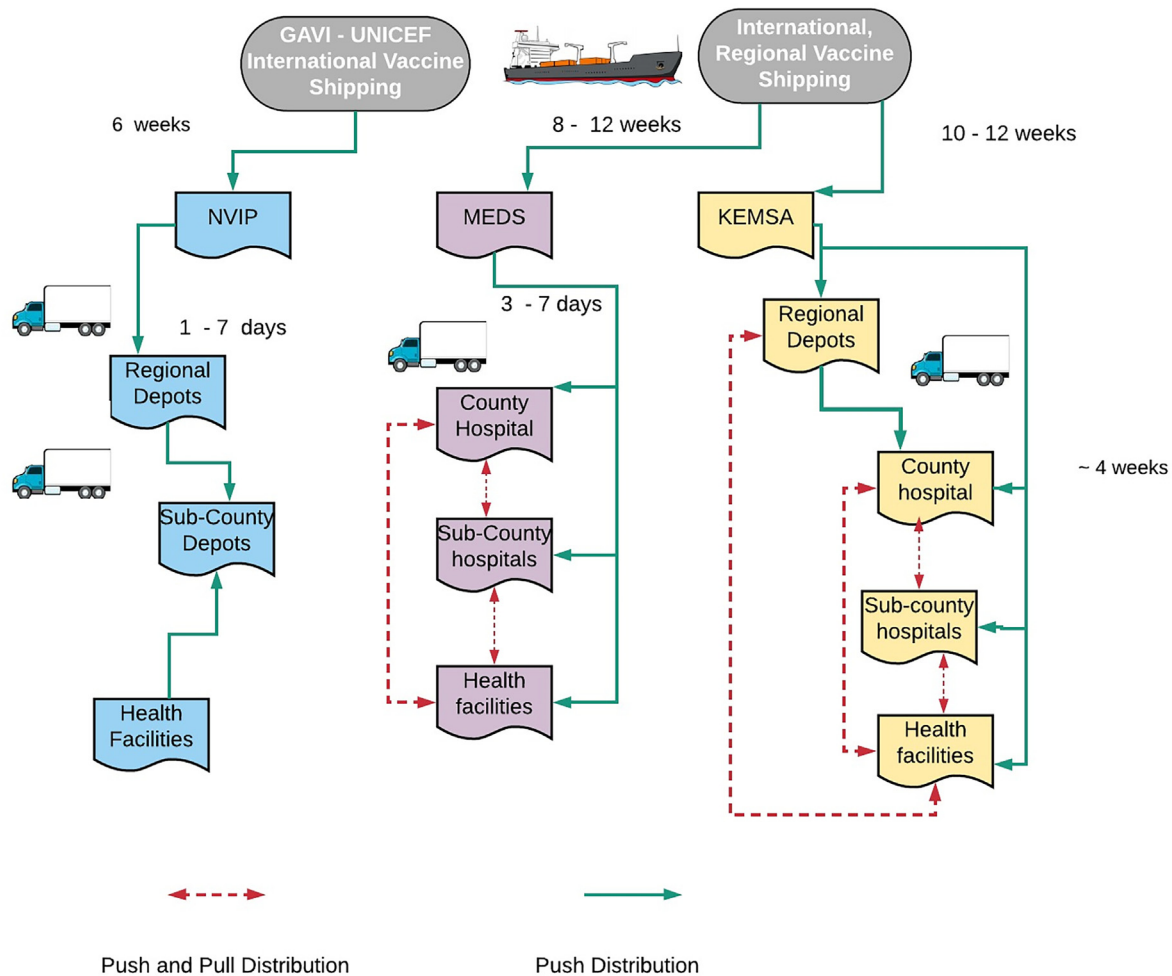 GAVI - UNICEF
International Vaccine
Shipping
International,
Regional Vaccine
Shipping
6 weeks
8 - 12 weeks
10 - 12 weeks
NVIP
MEDS
KEMSA
1 - 7 days
3 - 7 days
Regional
Depots
Regional
Depots
County
Hospital
County
hospital
~ 4 weeks
Sub-County
Depots
Sub-County
hospitals
Sub-county
hospitals
Health
Facilities
Health
facilities
Health
facilities
Push and Pull Distribution
Push Distribution